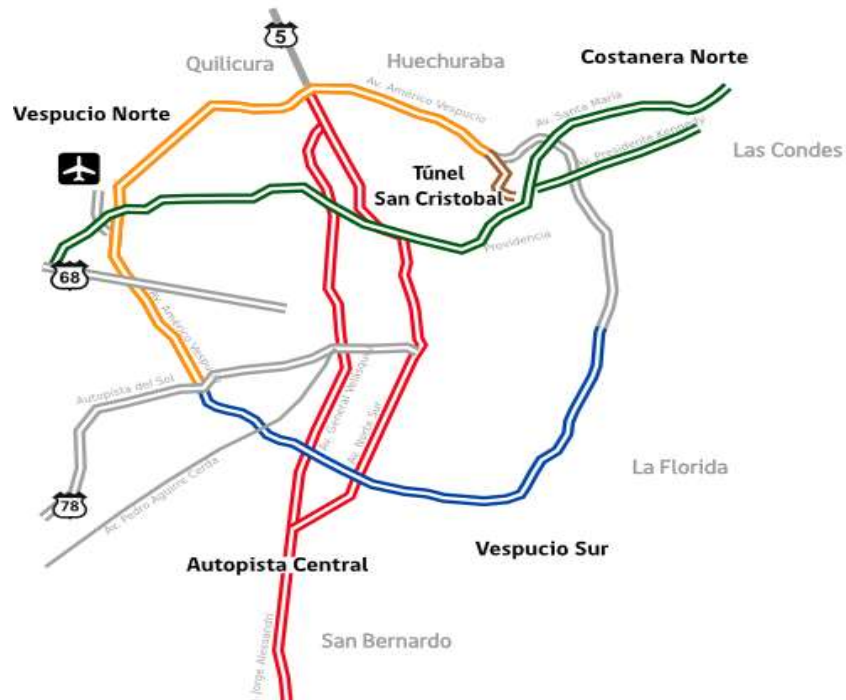 5
Quilicura
Huechuraba
Costanera Norte
Av. Américo Vespucio
Vespucio Norte
Av. Santa María
Av. Presidente Kennedy
Las Condes
Túnel
San Cristobal
Providencia
68
Av. Américo Vespucio
Autopista del Sol
Av. General Velasquez
Av. Norte Sur
La Florida
78
Av. Pedro Aguirre Cerda
Vespucio Sur
Autopista Central
San Bernardo
Jorge Alessandri